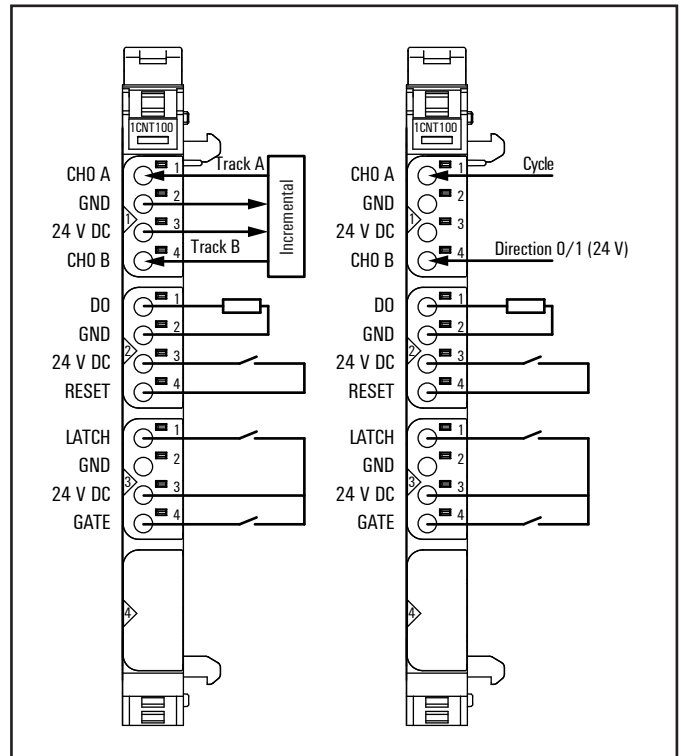 1CNT100
CH0 A
GND
24 V DC
CH0 B
1
2
3
4
1
Track A
Track B
Incremental
DO
GND
24 V DC
RESET
1
2
3
4
2
LATCH
GND
24 V DC
GATE
1
2
3
4
3
4
1CNT100
CH0 A
GND
24 V DC
CH0 B
1
2
3
4
1
Cycle
Direction 0/1 (24 V)
DO
GND
24 V DC
RESET
1
2
3
4
2
LATCH
GND
24 V DC
GATE
1
2
3
4
3
4